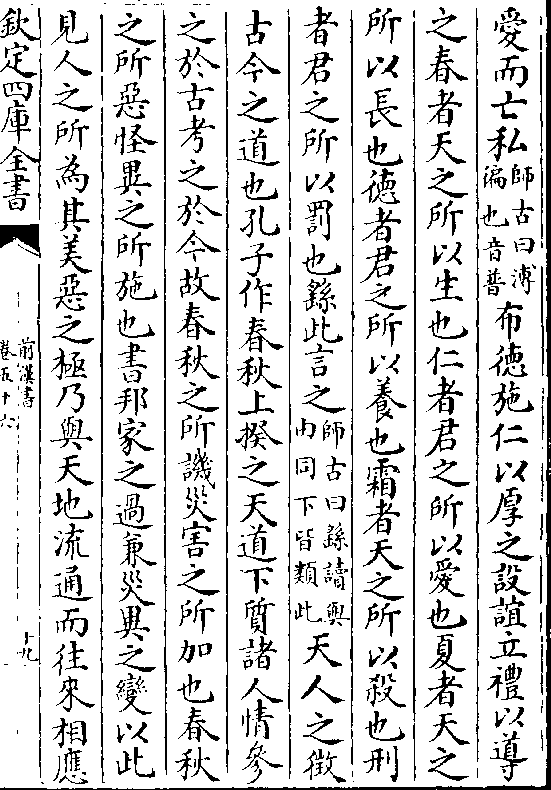 愛而亡私師古曰溥徧也音普布徳施仁以厚之設誼立禮以導
之春者天之所以生也仁者君之所以愛也夏者天之
所以長也徳者君之所以養也霜者天之所以殺也刑
者君之所以罰也繇此言之師古曰繇讀與由同下皆類此天人之徴
古今之道也孔子作春秋上揆之天道下質諸人情參
之於古考之於今故春秋之所譏災害之所加也春秋
之所惡怪異之所施也書邦家之過兼災異之變以此
見人之所為其美惡之極乃與天地流通而往來相應
欽定四庫全書
前漢書
卷五十六
十九